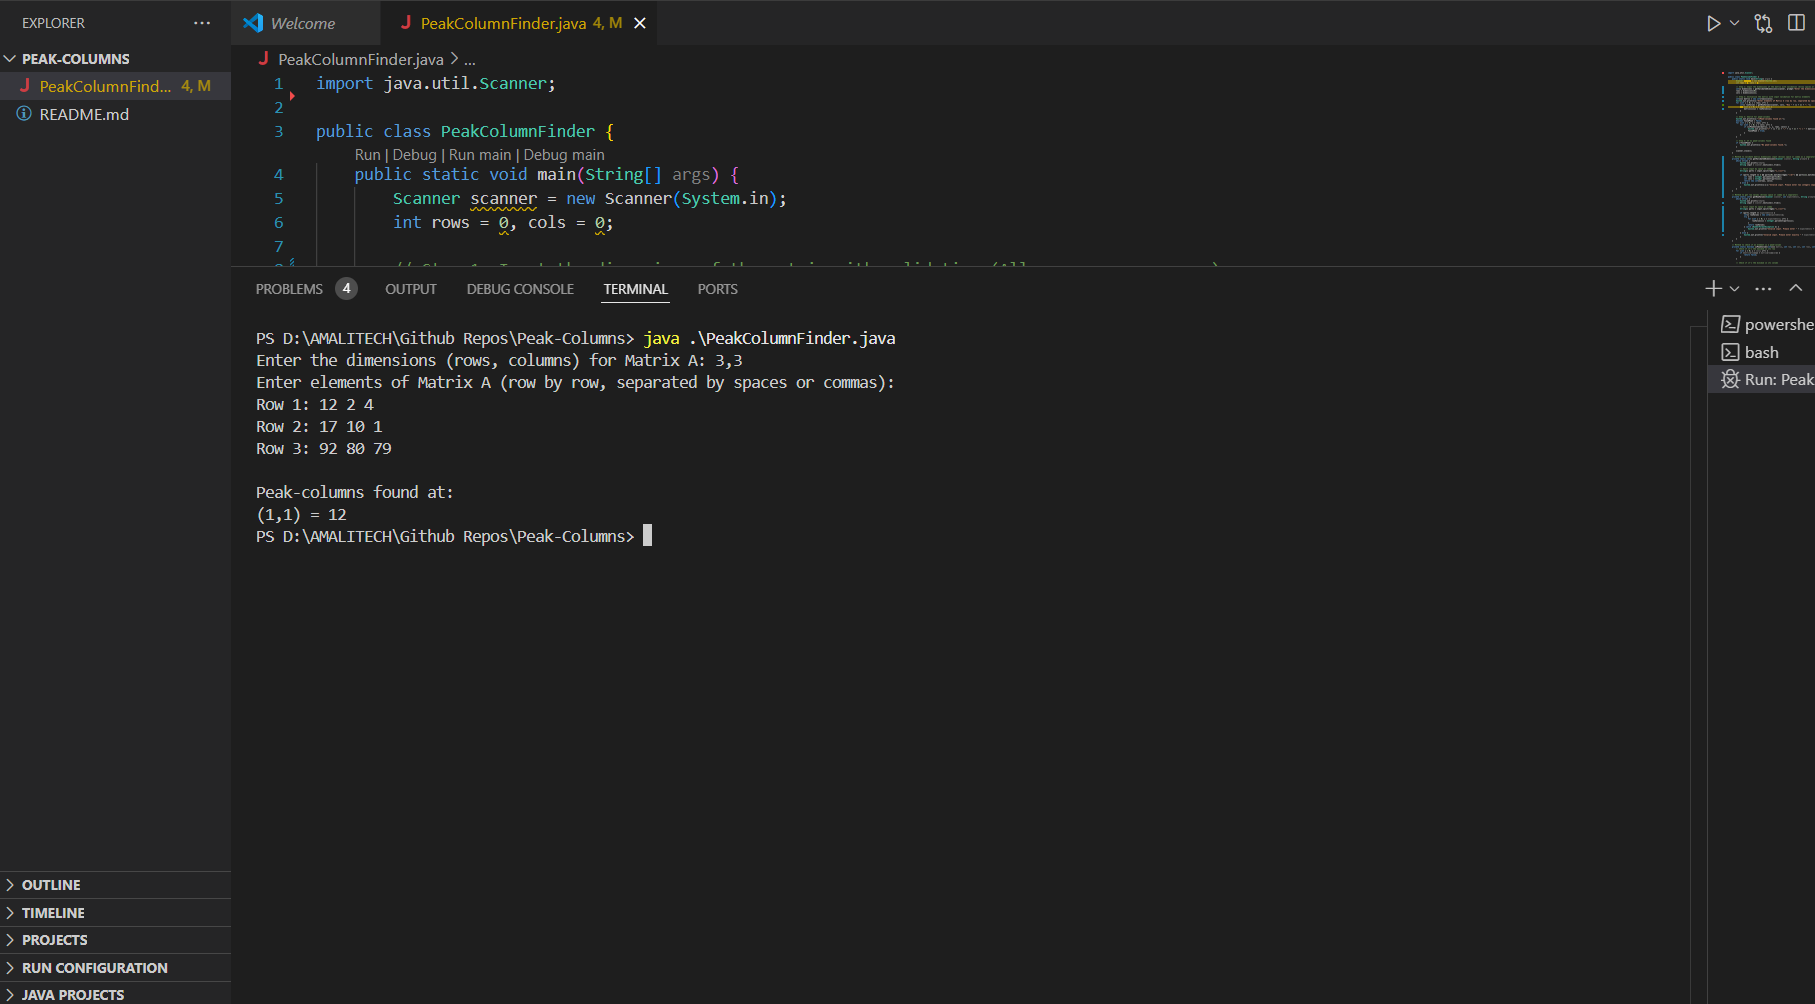 EXPLORER
PEAK-COLUMNS
PeakColumnFind... 4, M
README.md
OUTLINE
TIMELINE
PROJECTS
RUN CONFIGURATION
JAVA PROJECTS
Welcome
PeakColumnFinder.java 4, M
PeakColumnFinder.java > ...
1 import java.util.Scanner;
2
3 public class PeakColumnFinder {
Run | Debug | Run main | Debug main
4 public static void main(String[] args) {
5 Scanner scanner = new Scanner(System.in);
6 int rows = 0, cols = 0;
7
PROBLEMS 4 OUTPUT DEBUG CONSOLE TERMINAL PORTS
PS D:\AMALITECH\Github Repos\Peak-Columns> java .\PeakColumnFinder.java
Enter the dimensions (rows, columns) for Matrix A: 3,3
Enter elements of Matrix A (row by row, separated by spaces or commas):
Row 1: 12 2 4
Row 2: 17 10 1
Row 3: 92 80 79
Peak-columns found at:
(1,1) = 12
PS D:\AMALITECH\Github Repos\Peak-Columns>
powershe
bash
Run: Peak